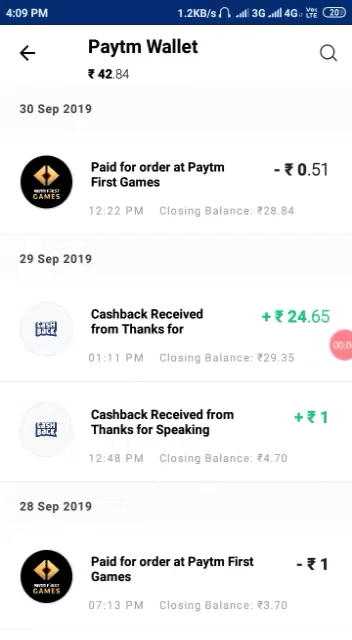 4:09 PM 1.2KB/s 3G 4G Vo) LTE 20
Paytm Wallet
₹ 42.84
30 Sep 2019
Paid for order at Paytm - ₹ 0.51
First Games
PAYTM FIRST
GAMES
12:22 PM Closing Balance: ₹28.84
29 Sep 2019
Cashback Received + ₹ 24.65
from Thanks for
CASH
BACK
01:11 PM Closing Balance: ₹29.35
00:0
Cashback Received from + ₹ 1
Thanks for Speaking
CASH
BACK
12:48 PM Closing Balance: ₹4.70
28 Sep 2019
Paid for order at Paytm First - ₹ 1
Games
PAYTM FIRST
GAMES
07:13 PM Closing Balance: ₹3.70